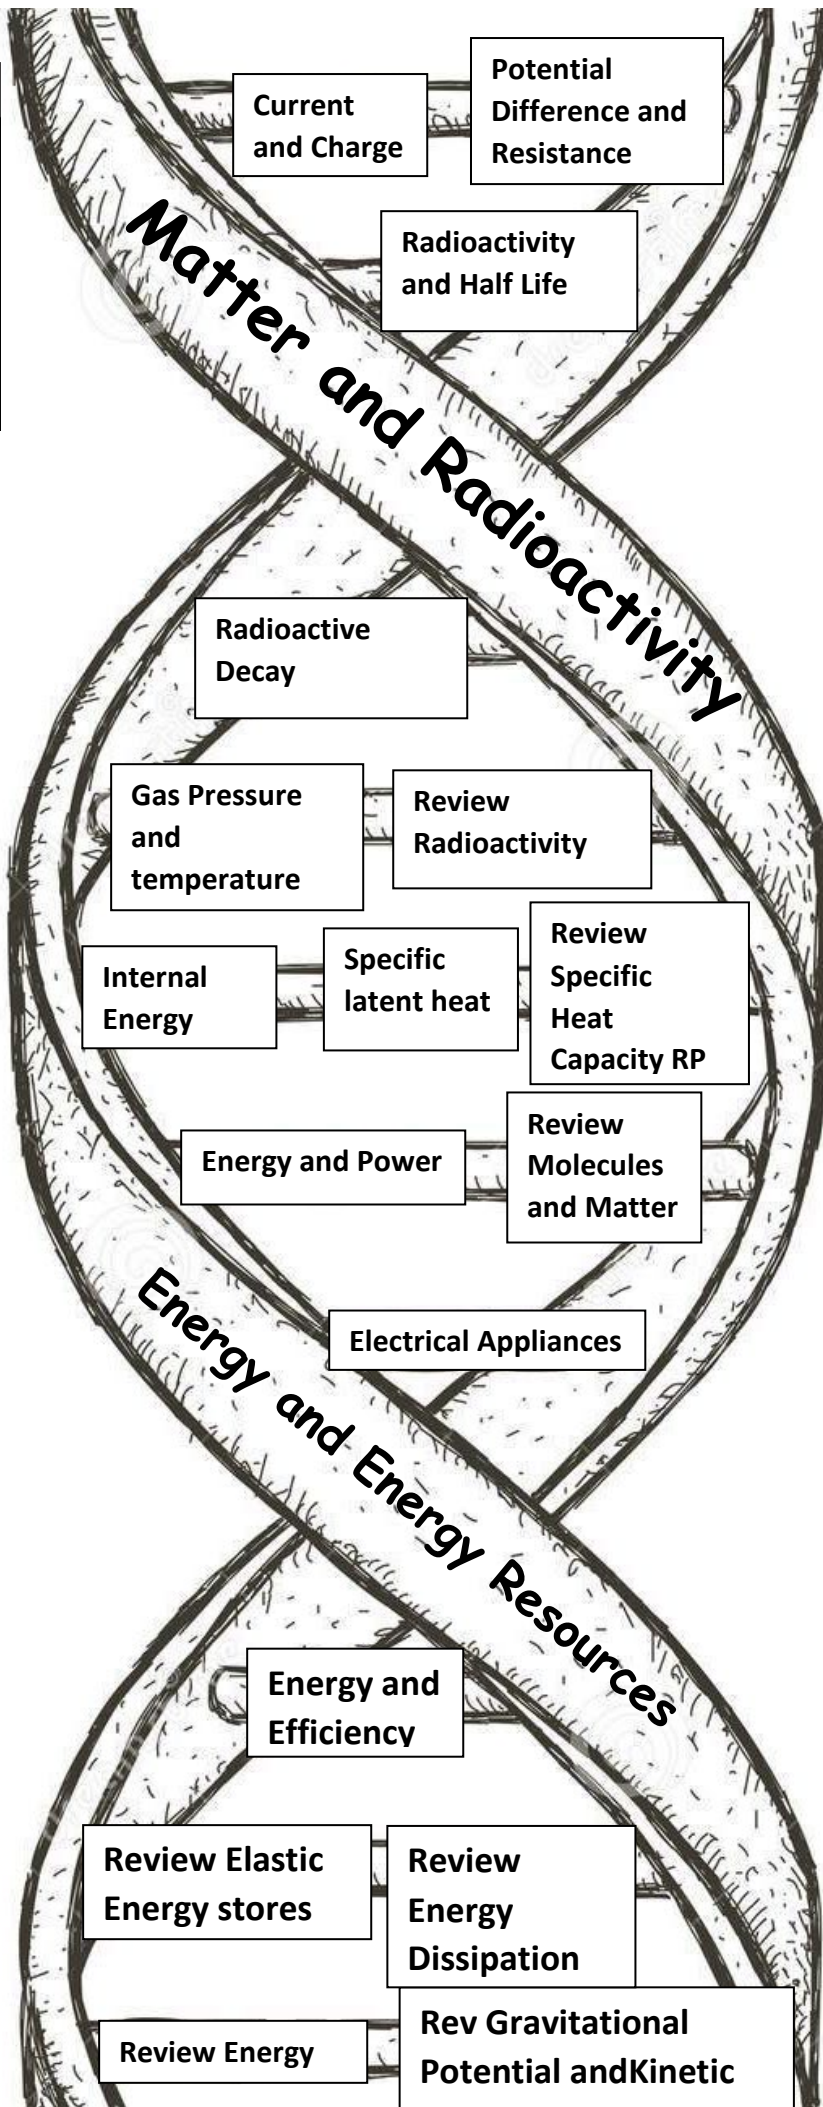 Current
and Charge
Potential
Difference and
Resistance
Radioactivity
and Half Life
Matter and Radioactivity
Radioactive
Decay
Gas Pressure
and
temperature
Review
Radioactivity
Internal
Energy
Specific
latent heat
Review
Specific
Heat
Capacity RP
Energy and Power
Review
Molecules
and Matter
Electrical Appliances
Energy and Energy Resources
Energy and
Efficiency
Review Elastic
Energy stores
Review
Energy
Dissipation
Review Energy
Rev Gravitational
Potential andKinetic